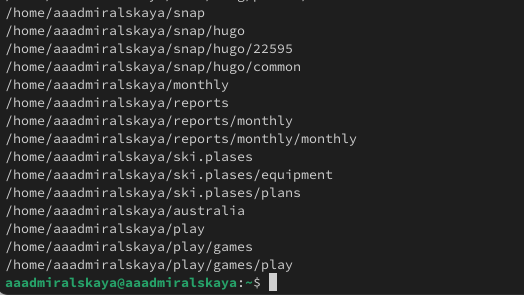 /home/aaadmiralskaya/snap
/home/aaadmiralskaya/snap/hugo
/home/aaadmiralskaya/snap/hugo/22595
/home/aaadmiralskaya/snap/hugo/common
/home/aaadmiralskaya/monthly
/home/aaadmiralskaya/reports
/home/aaadmiralskaya/reports/monthly
/home/aaadmiralskaya/reports/monthly/monthly
/home/aaadmiralskaya/ski.plases
/home/aaadmiralskaya/ski.plases/equipment
/home/aaadmiralskaya/ski.plases/plans
/home/aaadmiralskaya/australia
/home/aaadmiralskaya/play
/home/aaadmiralskaya/play/games
/home/aaadmiralskaya/play/games/play
aaadmiralskaya@aaadmiralskaya:~$